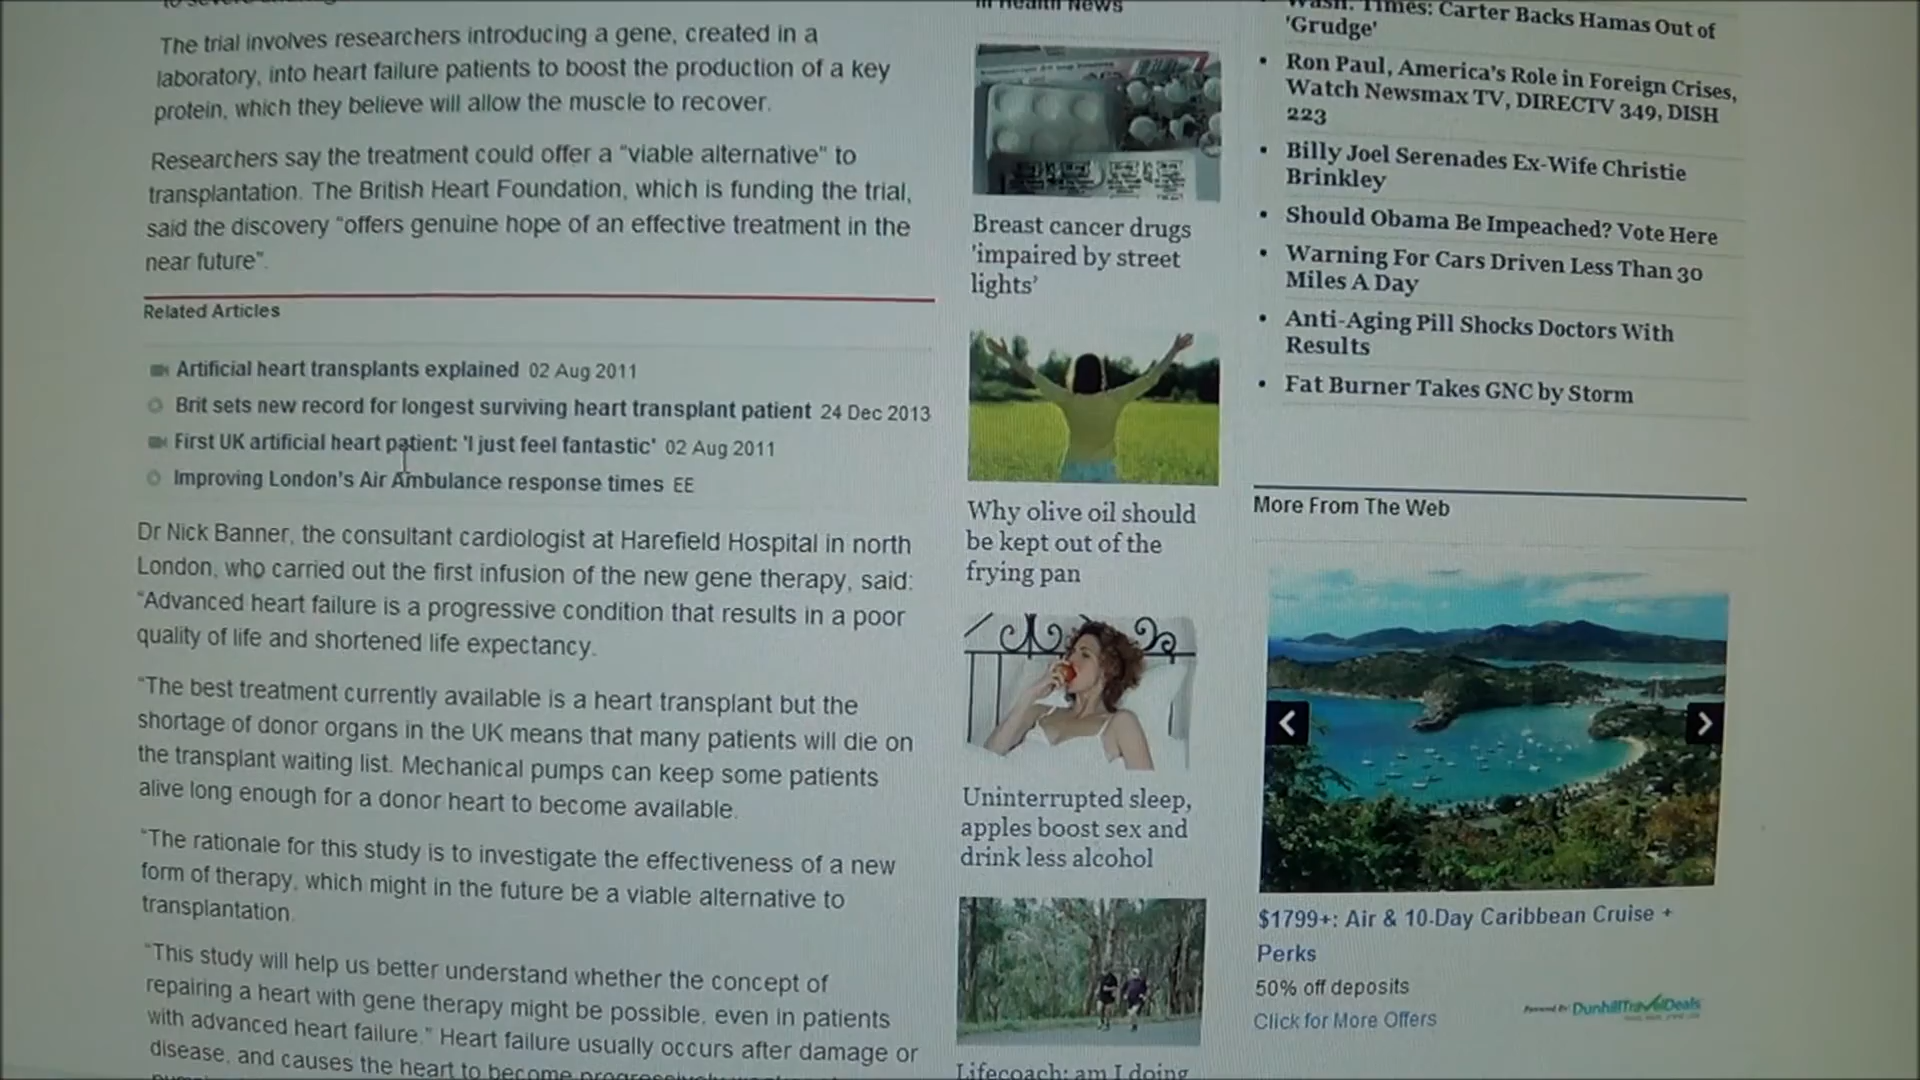 The trial involves researchers introducing a gene, created in a
laboratory, into heart failure patients to boost the production of a key
protein, which they believe will allow the muscle to recover.
Researchers say the treatment could offer a "viable alternative" to
transplantation. The British Heart Foundation, which is funding the trial,
said the discovery "offers genuine hope of an effective treatment in the
near future".
Related Articles
Artificial heart transplants explained 02 Aug 2011
Brit sets new record for longest surviving heart transplant patient 24 Dec 2013
First UK artificial heart patient: 'I just feel fantastic' 02 Aug 2011
Improving London's Air Ambulance response times EE
Dr Nick Banner, the consultant cardiologist at Harefield Hospital in north
London, who carried out the first infusion of the new gene therapy, said:
"Advanced heart failure is a progressive condition that results in a poor
quality of life and shortened life expectancy.
"The best treatment currently available is a heart transplant but the
shortage of donor organs in the UK means that many patients will die on
the transplant waiting list. Mechanical pumps can keep some patients
alive long enough for a donor heart to become available.
"The rationale for this study is to investigate the effectiveness of a new
form of therapy, which might in the future be a viable alternative to
transplantation.
"This study will help us better understand whether the concept of
repairing a heart with gene therapy might be possible, even in patients
with advanced heart failure." Heart failure usually occurs after damage or
disease, and causes the heart to become progressively
in Health News
Breast cancer drugs
'impaired by street
lights'
Why olive oil should
be kept out of the
frying pan
Uninterrupted sleep,
apples boost sex and
drink less alcohol
Lifecoach: am I doing
Wash. Times: Carter Backs Hamas Out of
'Grudge'
Ron Paul, America's Role in Foreign Crises,
Watch Newsmax TV, DIRECTV 349, DISH
223
Billy Joel Serenades Ex-Wife Christie
Brinkley
Should Obama Be Impeached? Vote Here
Warning For Cars Driven Less Than 30
Miles A Day
Anti-Aging Pill Shocks Doctors With
Results
Fat Burner Takes GNC by Storm
More From The Web
$1799+: Air & 10-Day Caribbean Cruise +
Perks
50% off deposits
Click for More Offers
Powered By DunhillTravelDeals